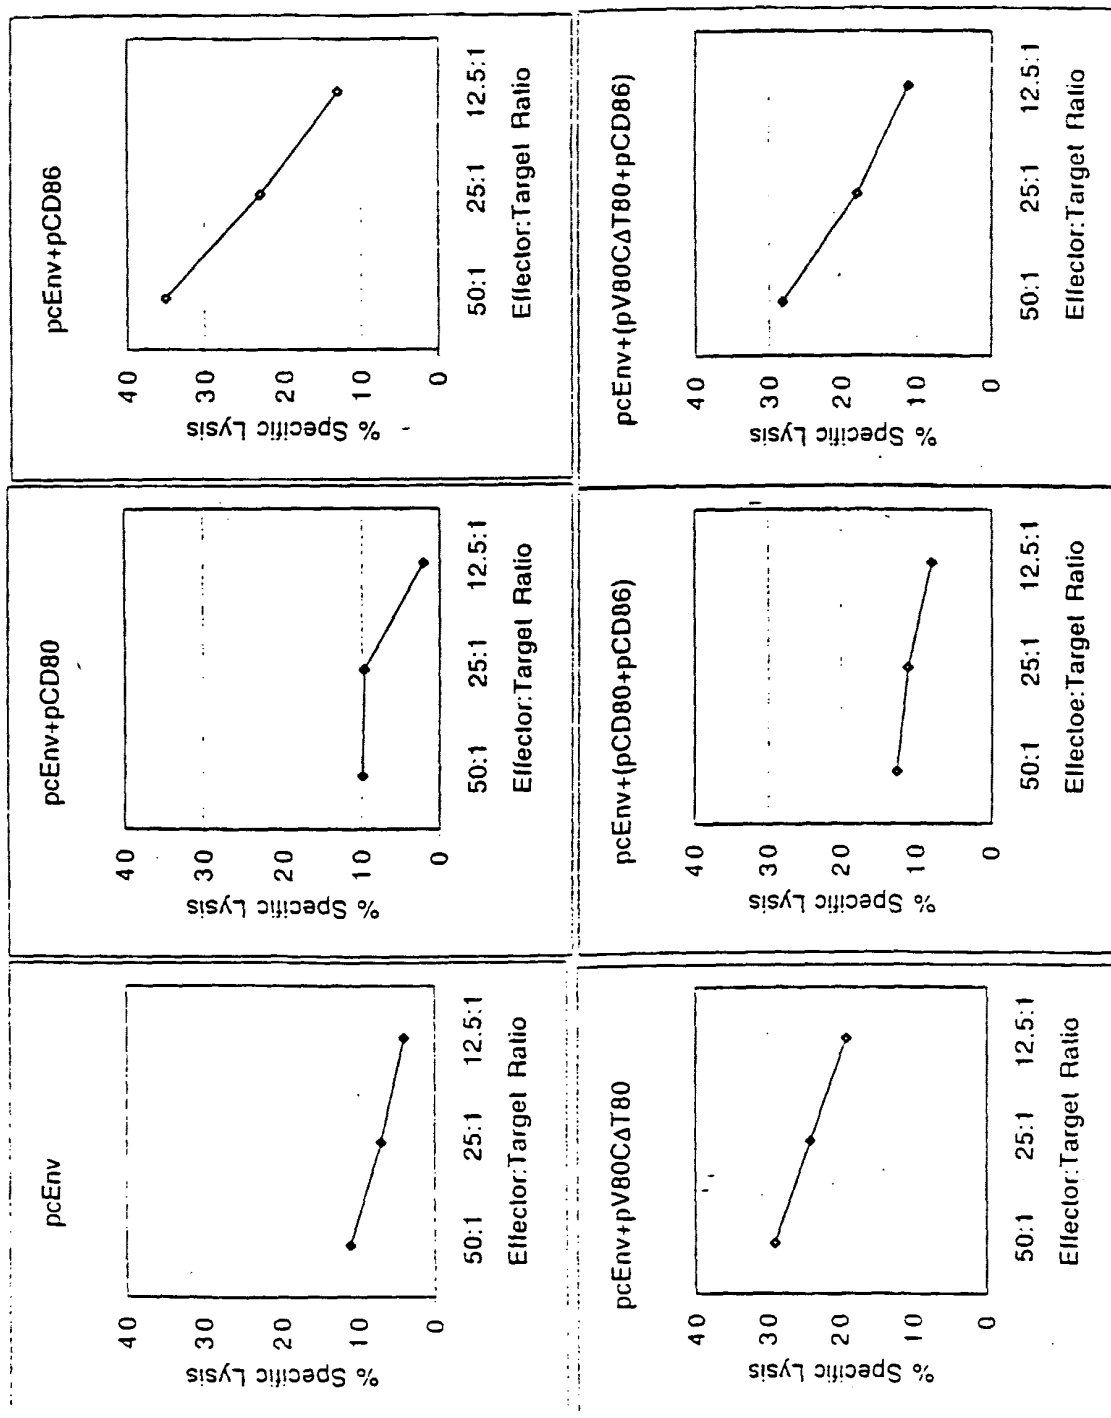 pcEnv
% Specific Lysis
40
30
20
10
0
50:1 25:1 12.5:1
Effector:Target Ratio
pcEnv+pCD80
% Specific Lysis
40
30
20
10
0
50:1 25:1 12.5:1
Effector:Target Ratio
pcEnv+pCD86
% Specific Lysis
40
30
20
10
0
50:1 25:1 12.5:1
Effector:Target Ratio
pcEnv+pV80CΔT80
% Specific Lysis
40
30
20
10
0
50:1 25:1 12.5:1
Effector:Target Ratio
pcEnv+(pCD80+pCD86)
% Specific Lysis
40
30
20
10
0
50:1 25:1 12.5:1
Effectoe:Target Ratio
pcEnv+(pV80CΔT80+pCD86)
% Specific Lysis
40
30
20
10
0
50:1 25:1 12.5:1
Effector:Target Ratio